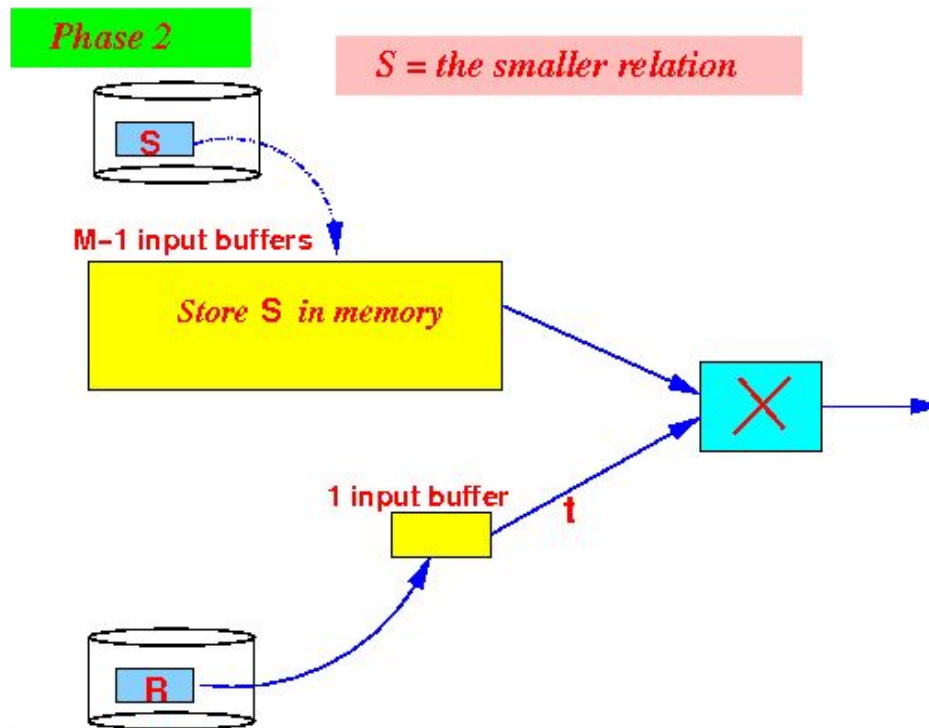 Phase 2
S = the smaller relation
S
M-1 input buffers
Store S in memory
1 input buffer
t
R